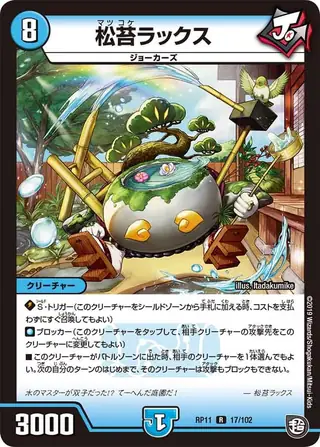 8
マツコケ
松苔ラックス
ジョーカーズ
J
illus. Itadakumike
クリーチャー
S・トリガー(このクリーチャーをシールドゾーンから手札に加える時、コストを支払
わずにすぐ召喚してもよい)
ブロッカー(このクリーチャーをタップして、相手クリーチャーの攻撃先をこの
クリーチャーに変更してもよい)
■このクリーチャーがバトルゾーンに出た時、相手のクリーチャーを1体選んでもよ
い。次の自分のターンのはじめまで、そのクリーチャーは攻撃もブロックもできない。
水のマスターが双子だった!? てーへんだ庭園だ!
― 松苔ラックス
3000
1
RP11 R 17/102
©2019 Wizards/Shogakukan/Mitsui-Kids